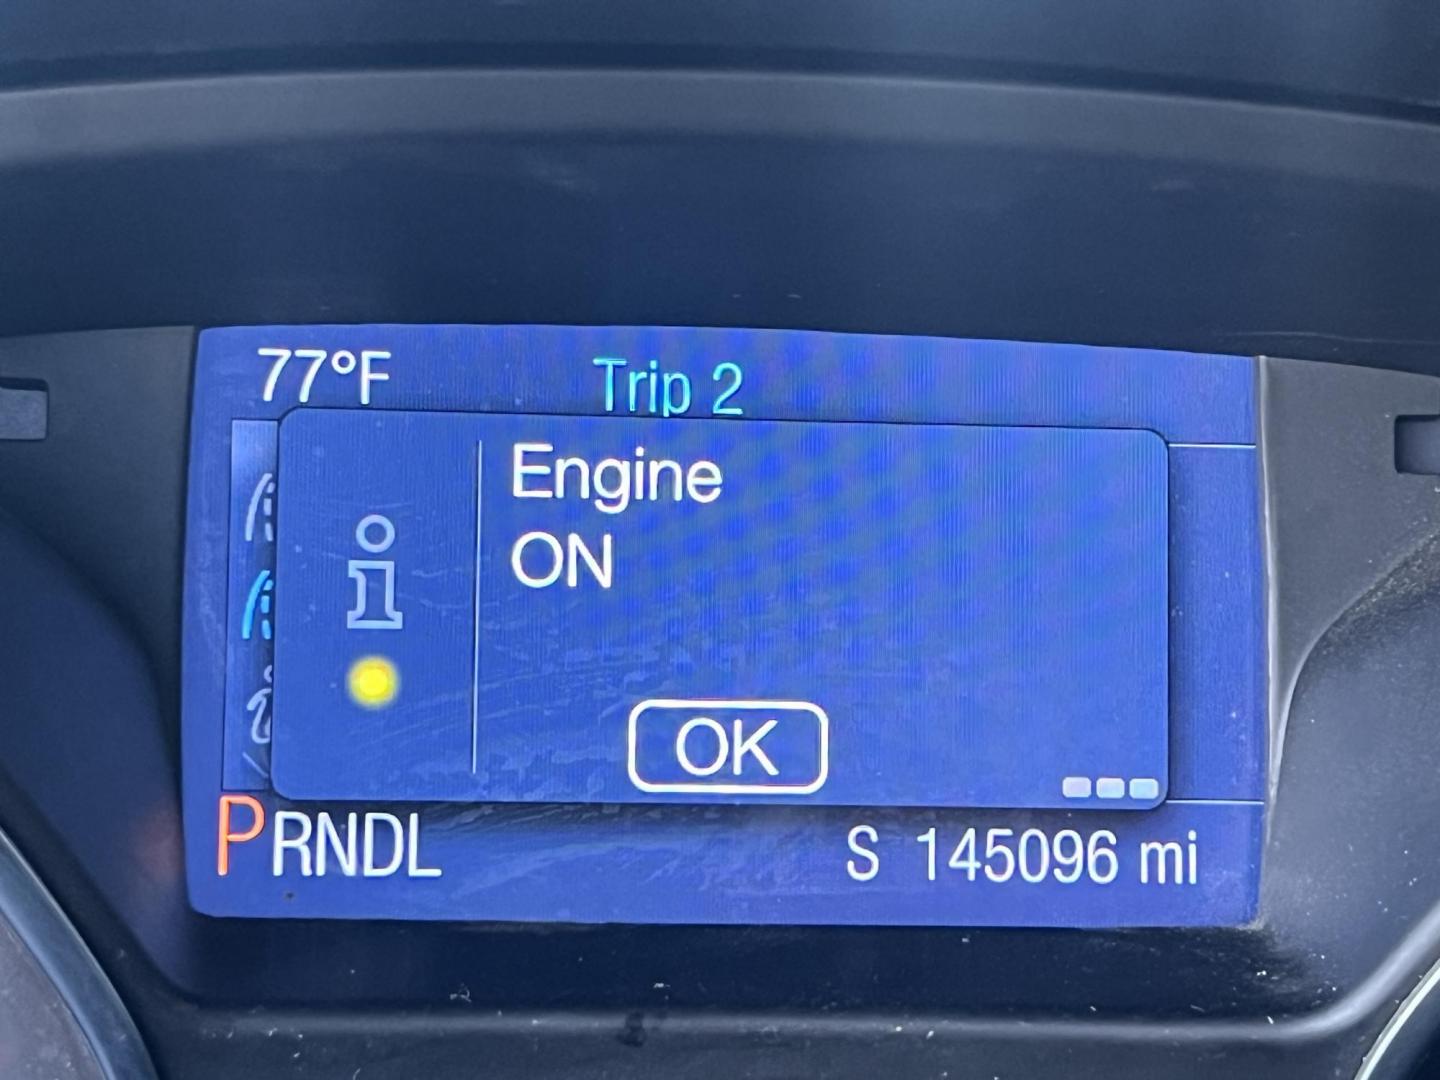 77°F Trip 2
Engine
ON
OK
PRNDL S 145096 mi